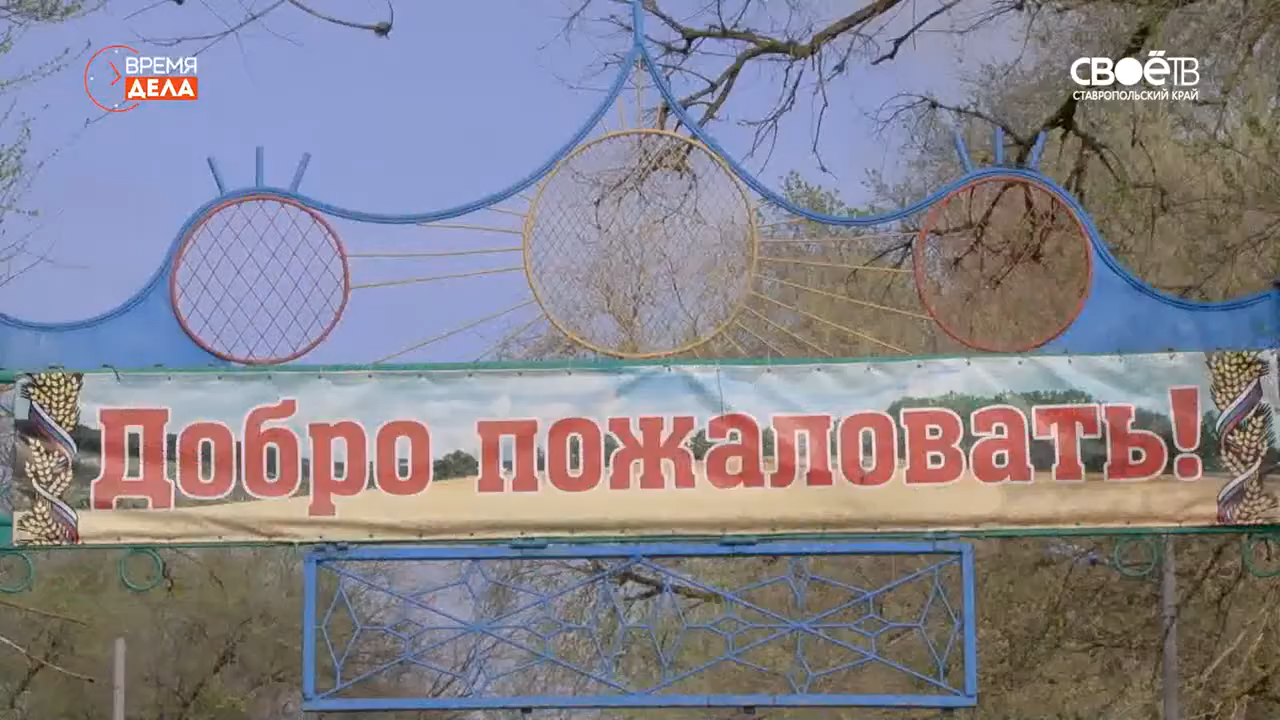 ВРЕМЯ
ДЕЛА
СВОЁТВ
СТАВРОПОЛЬСКИЙ КРАЙ
Добро пожаловать!